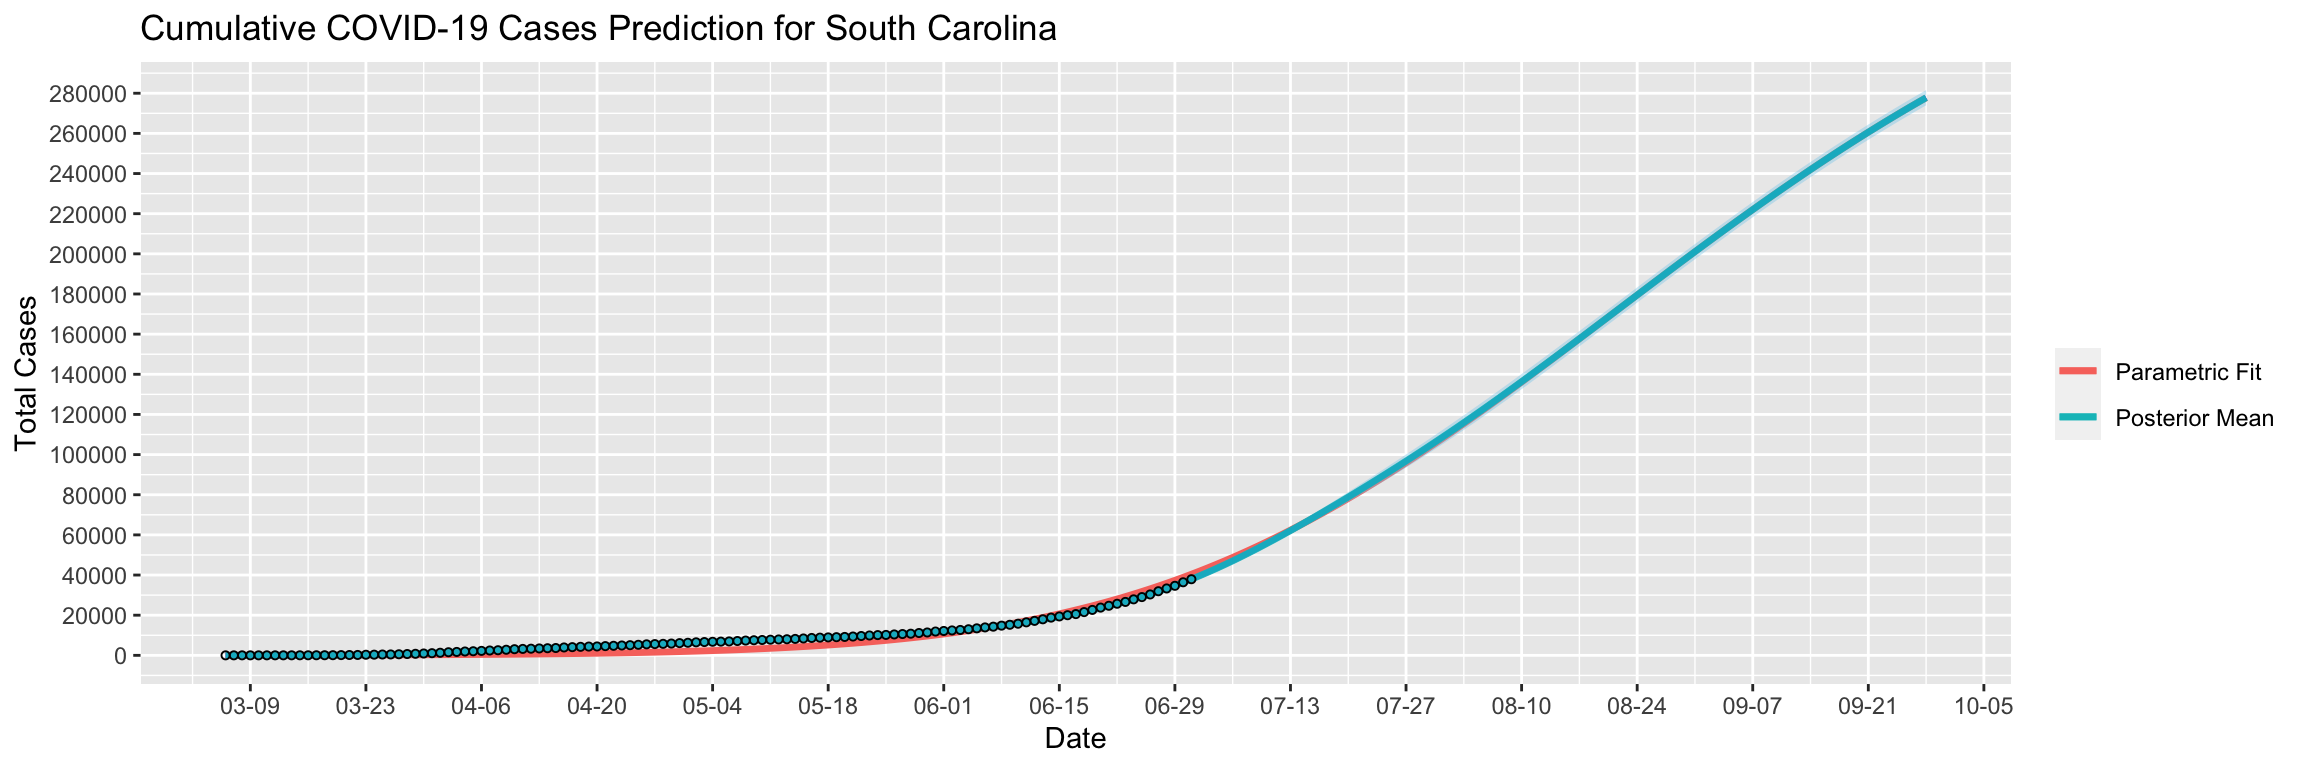 Cumulative COVID-19 Cases Prediction for South Carolina
Total Cases
280000
260000
240000
220000
200000
180000
160000
140000
120000
100000
80000
60000
40000
20000
0
03-09 03-23 04-06 04-20 05-04 05-18 06-01 06-15 06-29 07-13 07-27 08-10 08-24 09-07 09-21 10-05
Date
Parametric Fit
Posterior Mean